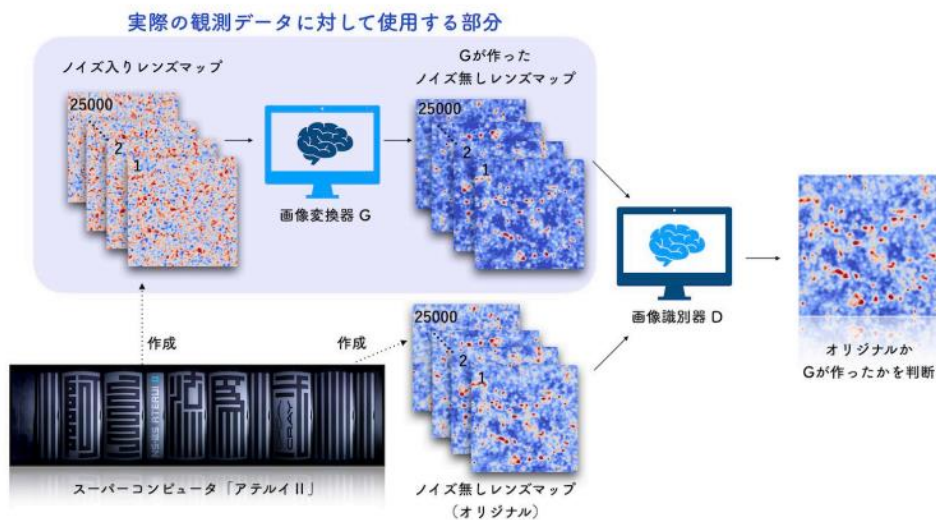 実際の観測データに対して使用する部分
ノイズ入りレンズマップ
Gが作った
ノイズ無しレンズマップ
25000
2
1
画像変換器 G
25000
2
1
画像識別器 D
作成
作成
25000
2
1
オリジナルか
Gが作ったかを判断
CRAY
スーパーコンピュータ「アテルイⅡ」
ノイズ無しレンズマップ
(オリジナル)